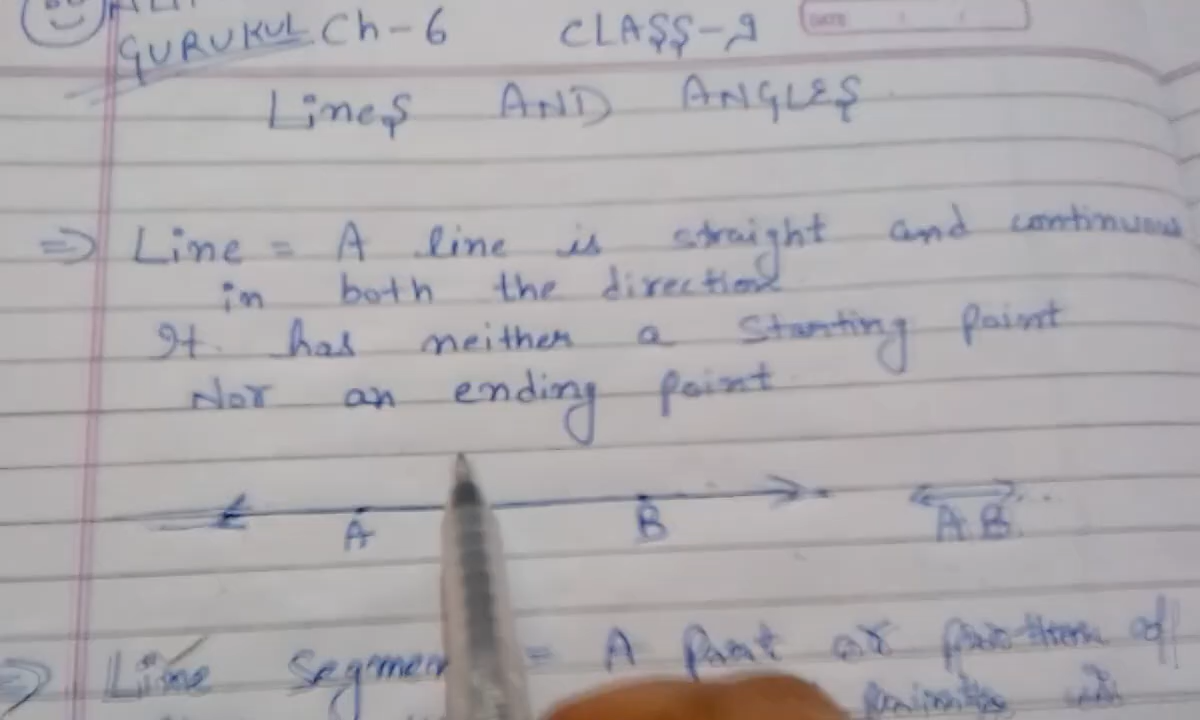 GURUKUL Ch-6 CLASS-9 DATE
Lines AND ANGLES
⇒ Line = A line is straight and continuous
in both the direction
It has neither a starting point
Nor an ending point
A B AB
⇒ Line segmen = A part or portion of